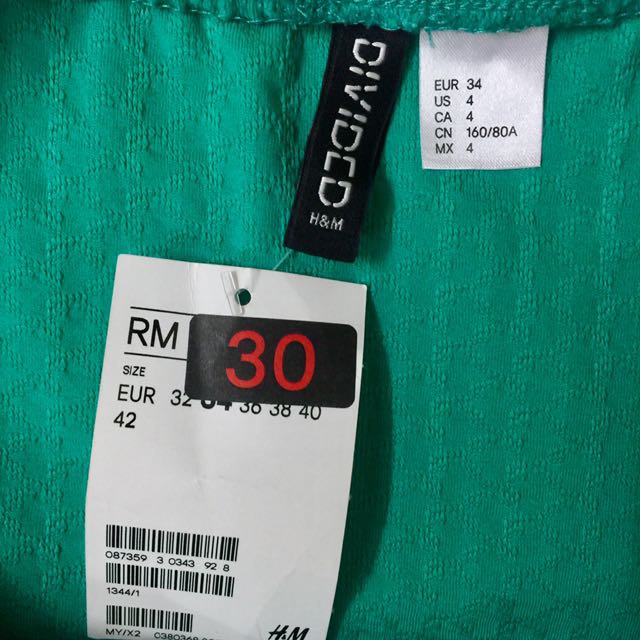 DIVIDED
H&M
EUR 34
US 4
CA 4
CN 160/80A
MX 4
RM 30
SIZE
EUR 32 34 36 38 40
42
087359 3 0343 92 8
1344/1
MY/X2
H&M